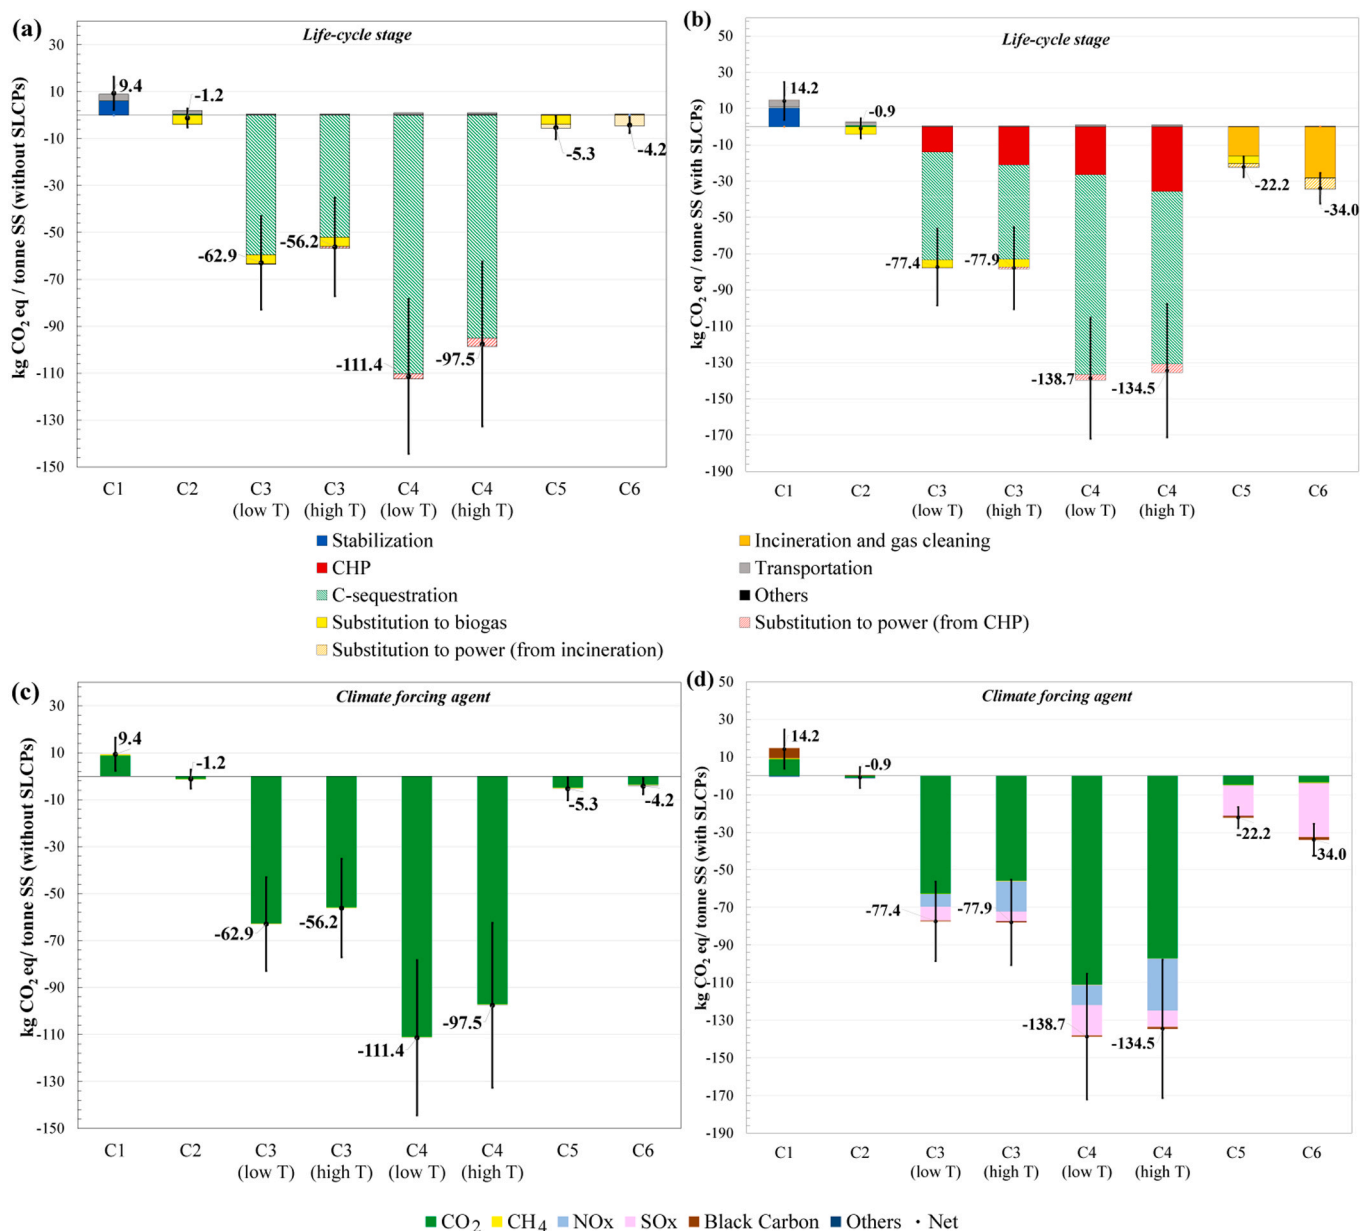 (a)
Life-cycle stage
kg CO2 eq / tonne SS (without SLCPs)
30
10
-10
-30
-50
-70
-90
-110
-130
-150
9.4
-1.2
-62.9
-56.2
-111.4
-97.5
-5.3
-4.2
C1 C2 C3 C3 C4 C4 C5 C6
(low T) (high T) (low T) (high T)
(b)
Life-cycle stage
kg CO2 eq / tonne SS (with SLCPs)
50
30
10
-10
-30
-50
-70
-90
-110
-130
-150
-170
-190
14.2
-0.9
-77.4
-77.9
-138.7
-134.5
-22.2
-34.0
C1 C2 C3 C3 C4 C4 C5 C6
(low T) (high T) (low T) (high T)
Stabilization
CHP
C-sequestration
Substitution to biogas
Substitution to power (from incineration)
Incineration and gas cleaning
Transportation
Others
Substitution to power (from CHP)
(c)
Climate forcing agent
kg CO2 eq/ tonne SS (without SLCPs)
30
10
-10
-30
-50
-70
-90
-110
-130
-150
9.4
-1.2
-62.9
-56.2
-111.4
-97.5
-5.3
-4.2
C1 C2 C3 C3 C4 C4 C5 C6
(low T) (high T) (low T) (high T)
(d)
Climate forcing agent
kg CO2 eq/ tonne SS (with SLCPs)
50
30
10
-10
-30
-50
-70
-90
-110
-130
-150
-170
-190
14.2
-0.9
-77.4
-77.9
-138.7
-134.5
-22.2
-34.0
C1 C2 C3 C3 C4 C4 C5 C6
(low T) (high T) (low T) (high T)
CO2 CH4 NOx SOx Black Carbon Others Net